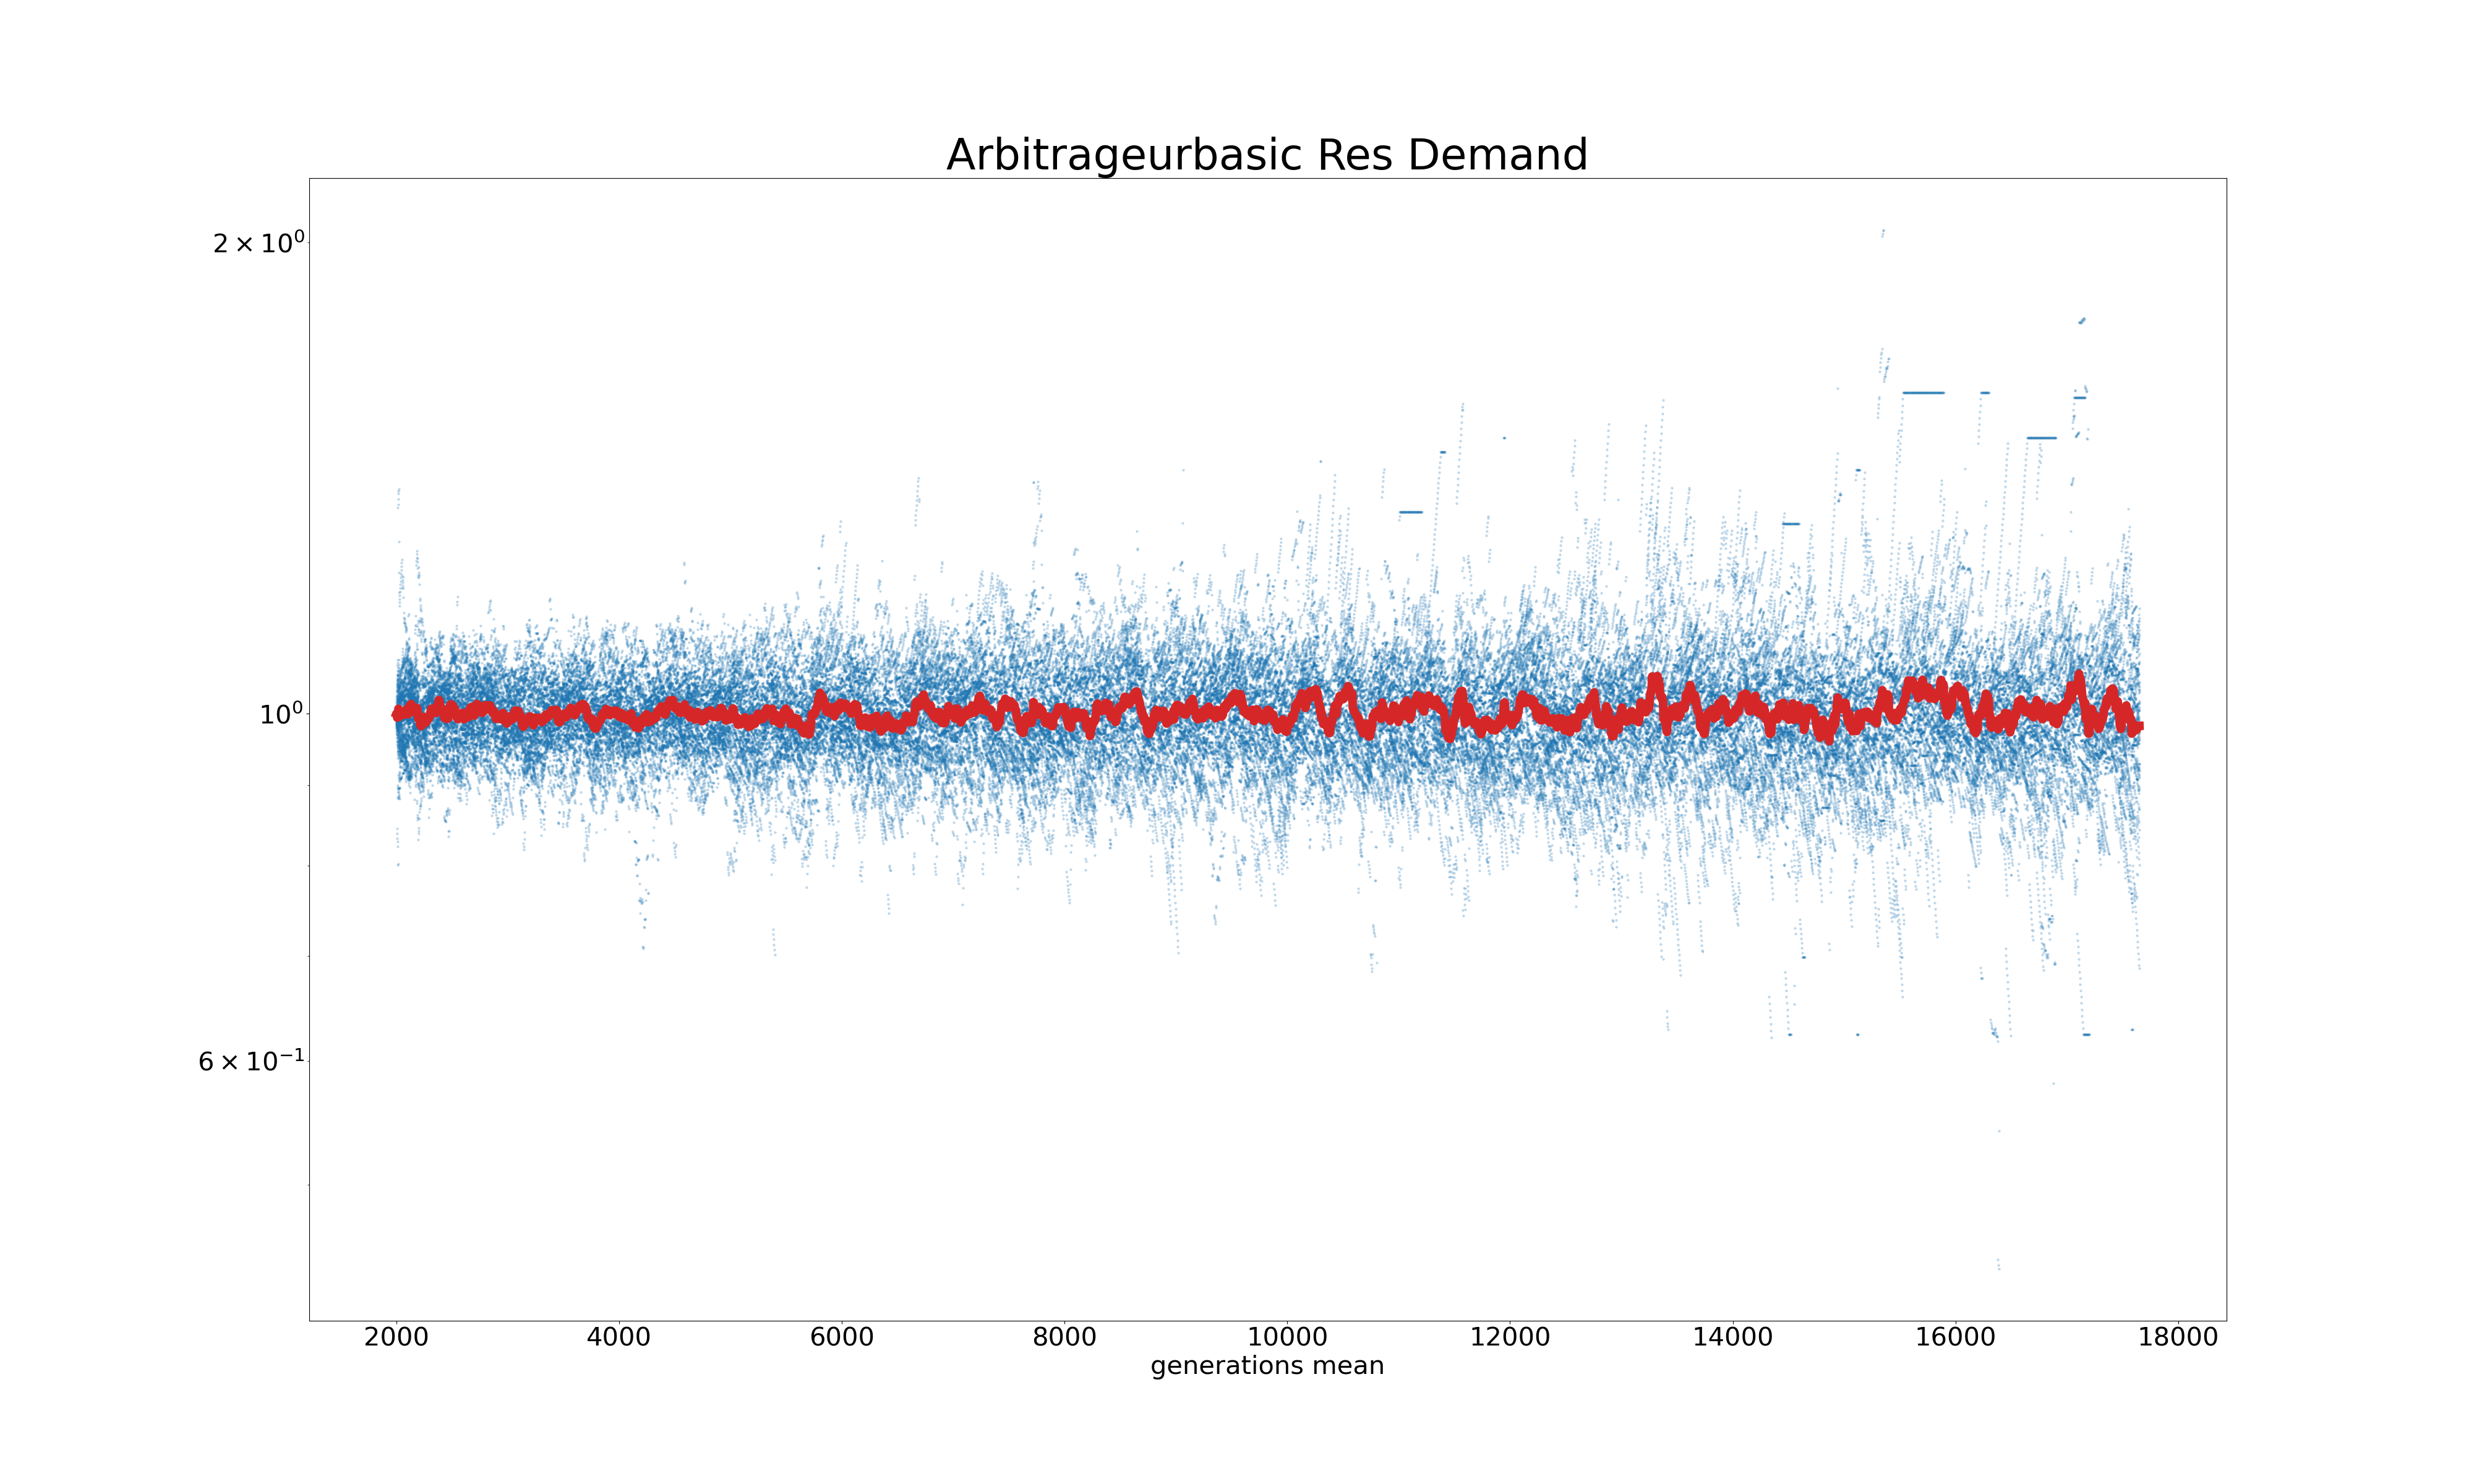 Arbitrageurbasic Res Demand
2 × 10⁰
10⁰
6 × 10⁻¹
2000 4000 6000 8000 10000 12000 14000 16000 18000
generations mean